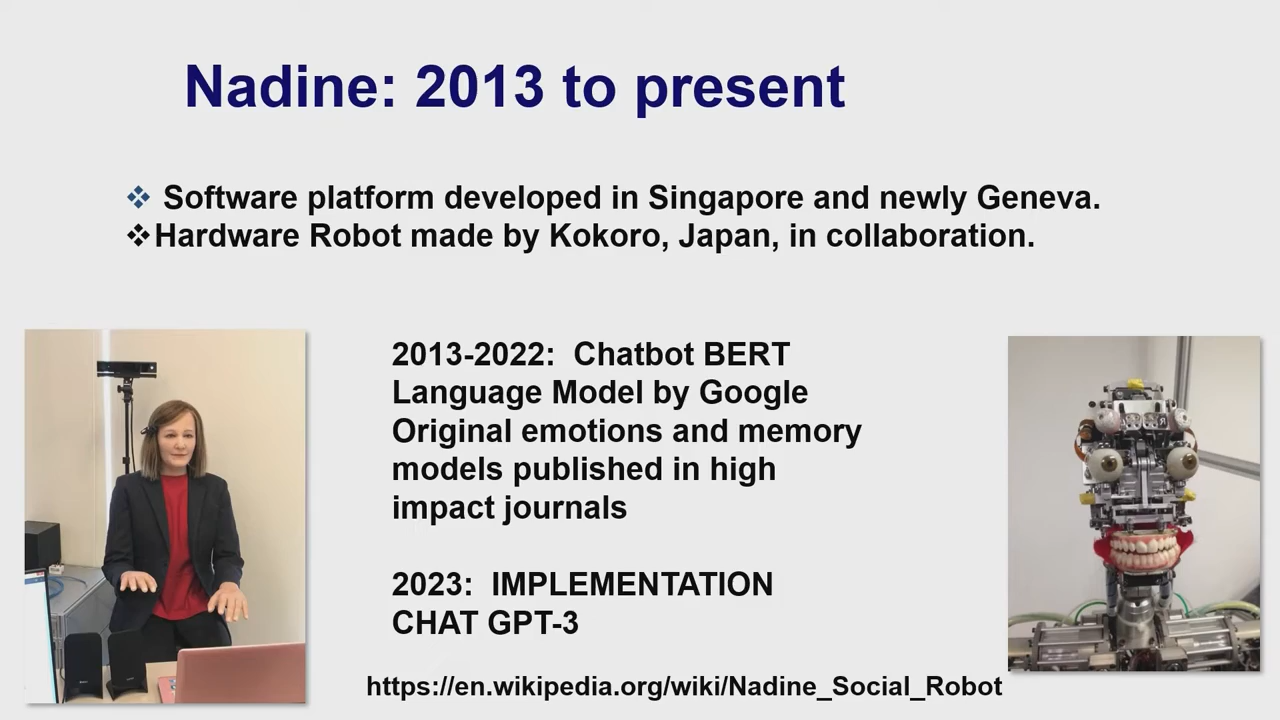 Nadine: 2013 to present
❖ Software platform developed in Singapore and newly Geneva.
❖Hardware Robot made by Kokoro, Japan, in collaboration.
2013-2022:  Chatbot BERT
Language Model by Google
Original emotions and memory
models published in high
impact journals
2023:  IMPLEMENTATION
CHAT GPT-3
https://en.wikipedia.org/wiki/Nadine_Social_Robot